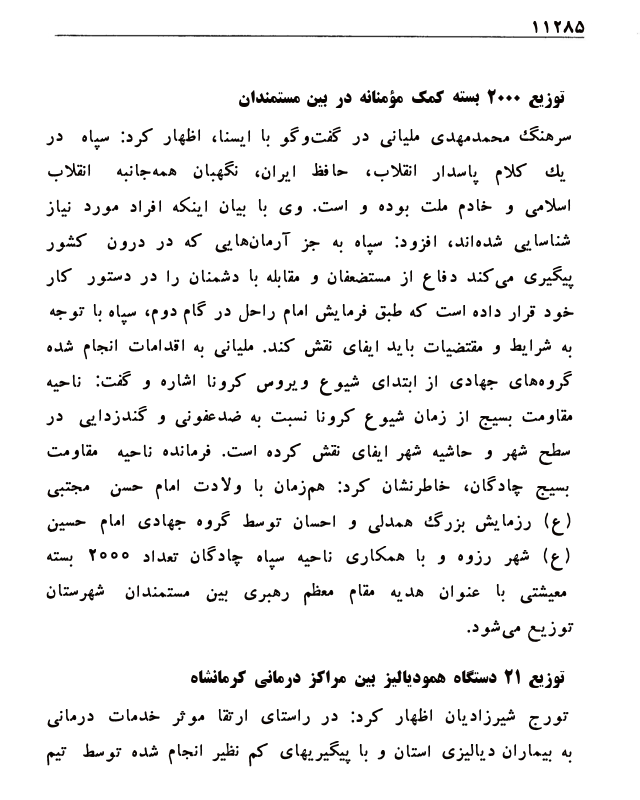 ۱۱۲۸۵
توزیع ۲۰۰۰ بسته کمک مؤمنانه در بین مستمندان
سرهنگ محمدمهدی ملیانی در گفت‌وگو با ایسنا، اظهار کرد: سپاه در
یك كلام پاسدار انقلاب، حافظ ایران، نگهبان همه‌جانبه انقلاب
اسلامی و خادم ملت بوده و است. وی با بیان اینکه افراد مورد نیاز
شناسایی شده‌اند، افزود: سپاه به جز آرمان‌هایی که در درون کشور
پیگیری می‌کند دفاع از مستضعفان و مقابله با دشمنان را در دستور کار
خود قرار داده است که طبق فرمایش امام راحل در گام دوم، سپاه با توجه
به شرایط و مقتضیات باید ایفای نقش کند. ملیانی به اقدامات انجام شده
گروه‌های جهادی از ابتدای شیوع ویروس کرونا اشاره و گفت: ناحیه
مقاومت بسیج از زمان شیوع کرونا نسبت به ضدعفونی و گندزدایی در
سطح شهر و حاشیه شهر ایفای نقش کرده است. فرمانده ناحیه مقاومت
بسیج چادگان، خاطرنشان کرد: هم‌زمان با ولادت امام حسن مجتبی
(ع) رزمایش بزرگ همدلی و احسان توسط گروه جهادی امام حسین
(ع) شهر رزوه و با همکاری ناحیه سپاه چادگان تعداد ۲۰۰۰ بسته
معیشتی با عنوان هدیه مقام معظم رهبری بین مستمندان شهرستان
توزیع می‌شود.
توزیع ۲۱ دستگاه همودیالیز بین مراکز درمانی کرمانشاه
تورج شیرزادیان اظهار کرد: در راستای ارتقا موثر خدمات درمانی
به بیماران دیالیزی استان و با پیگیریهای کم نظیر انجام شده توسط تیم